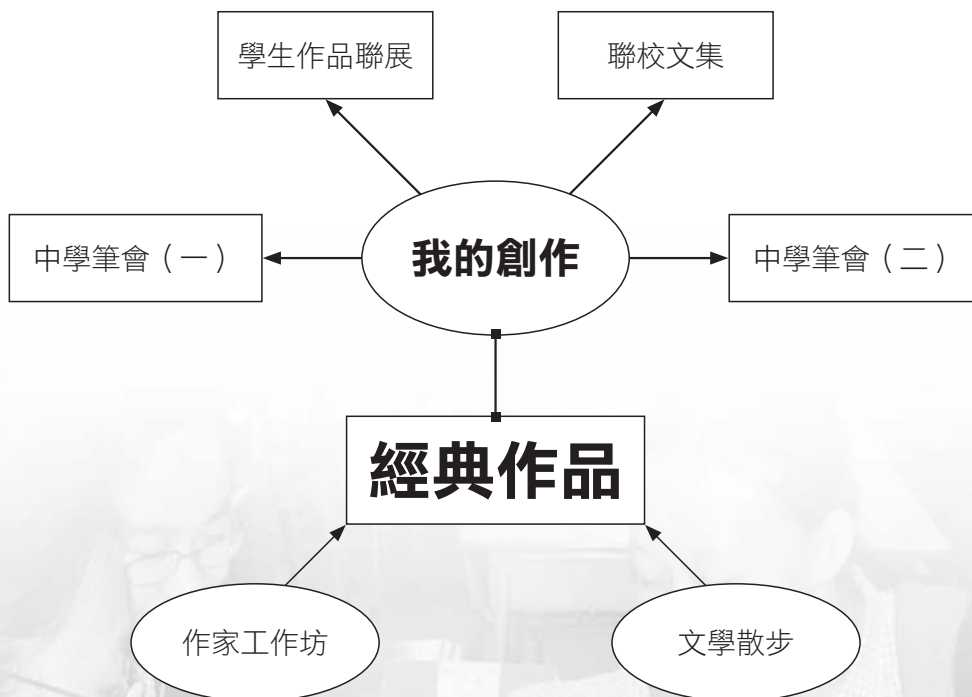 學生作品聯展
聯校文集
中學筆會（一）
我的創作
中學筆會（二）
經典作品
作家工作坊
文學散步